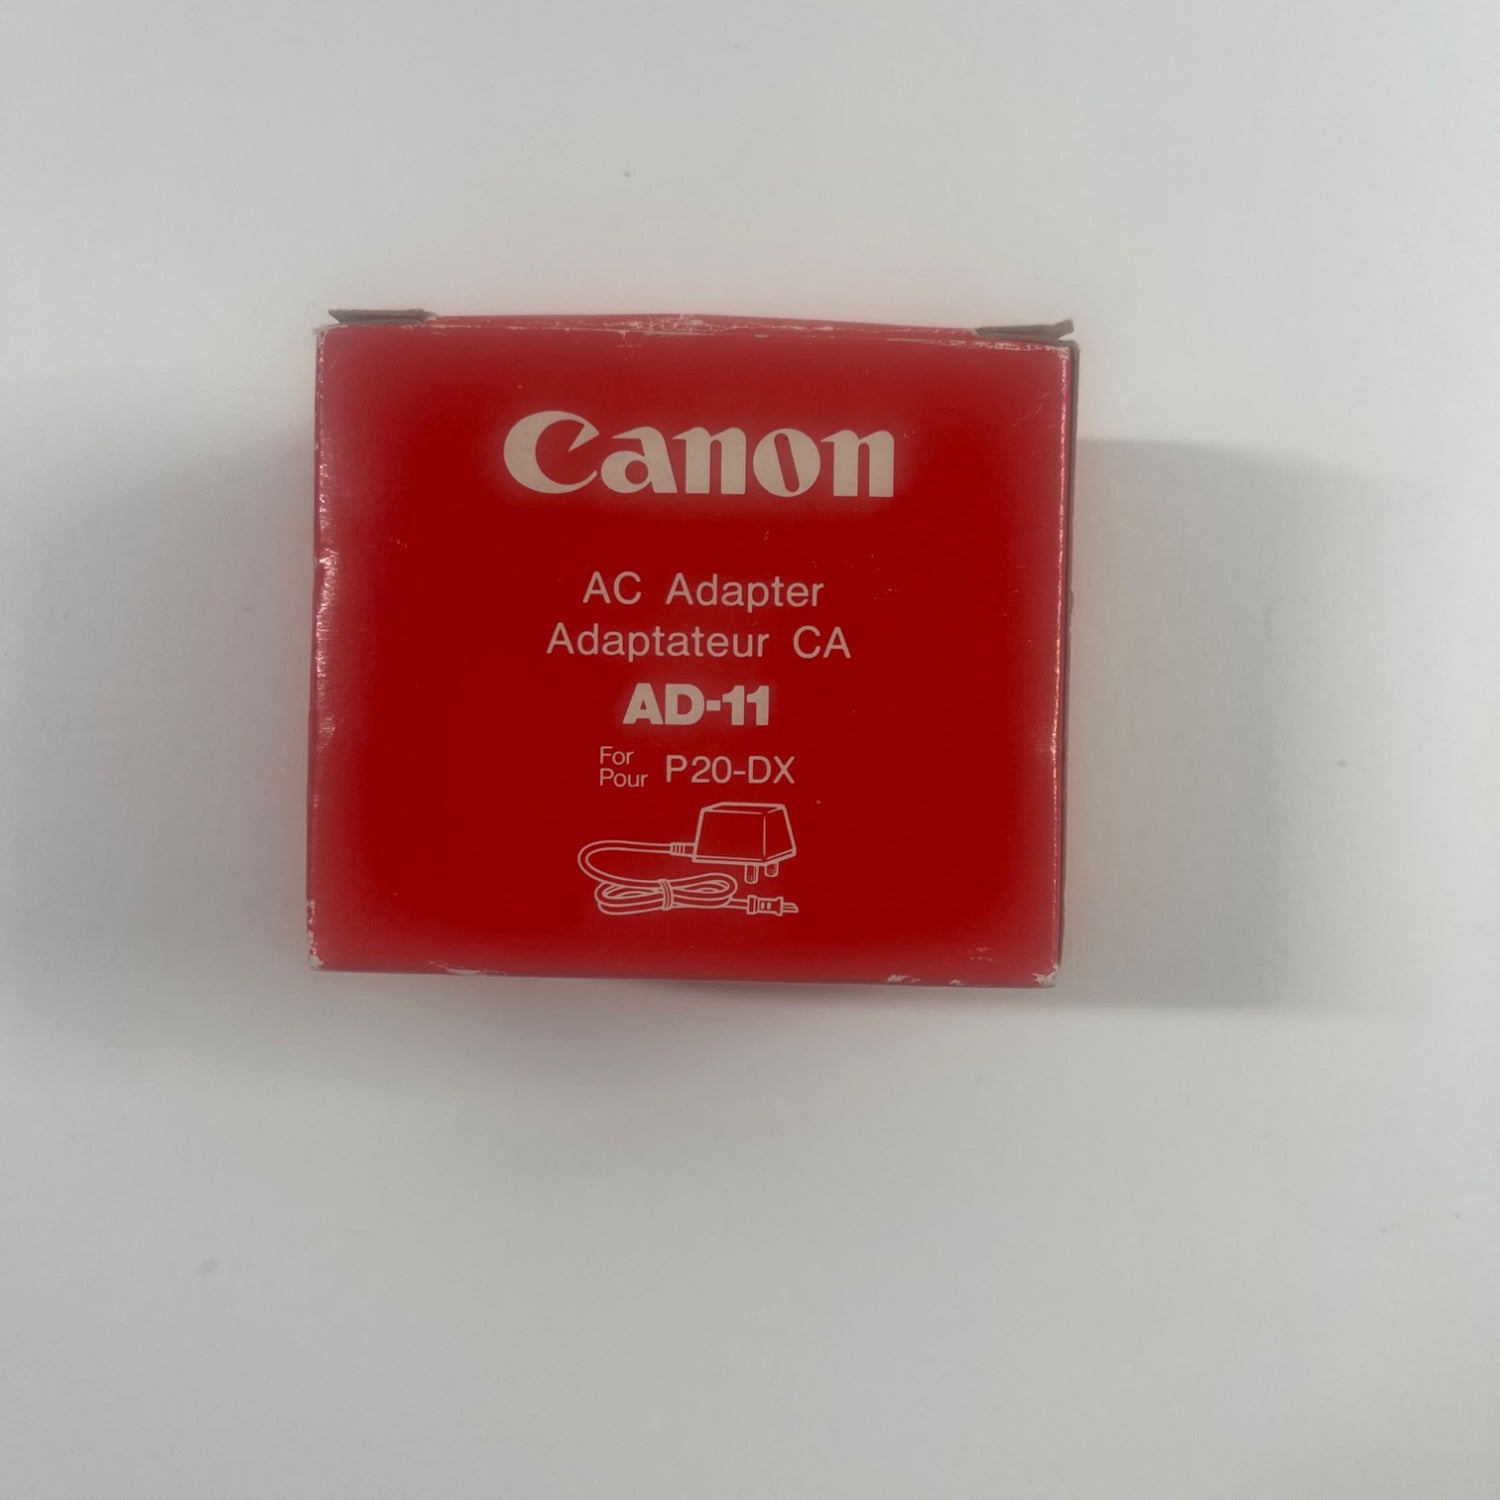 Canon
AC Adapter
Adaptateur CA
AD-11
For
Pour P20-DX